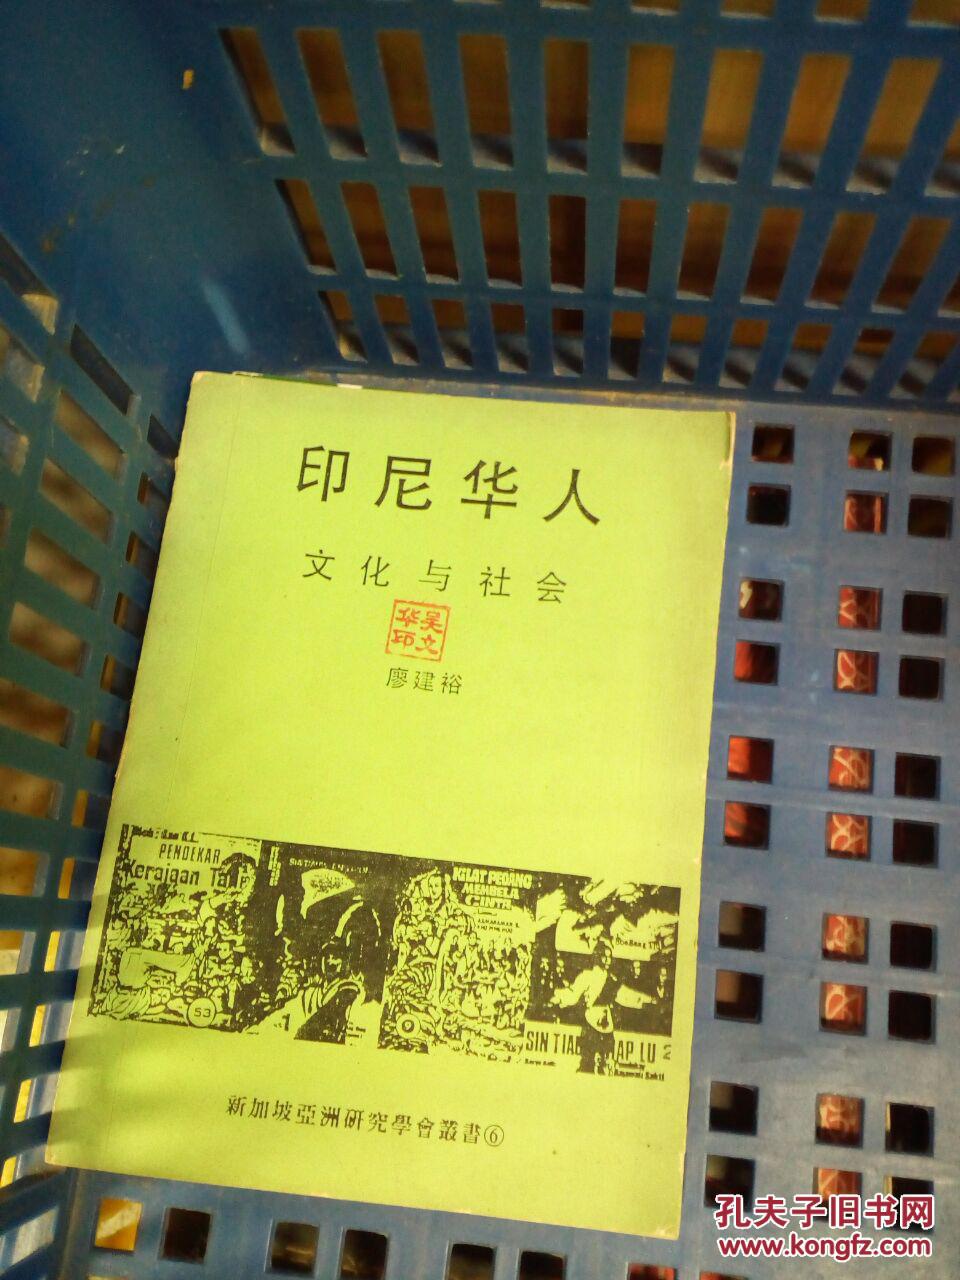 印尼华人
文化与社会
吴文
华印
廖建裕
PENDEKAR
Kerajaan
KILAT PEDANG
MEMBELA
CINTA
53
SIN TIAU
AP LU 2
新加坡亞洲研究學會叢書⑥
孔夫子旧书网
www.kongfz.com